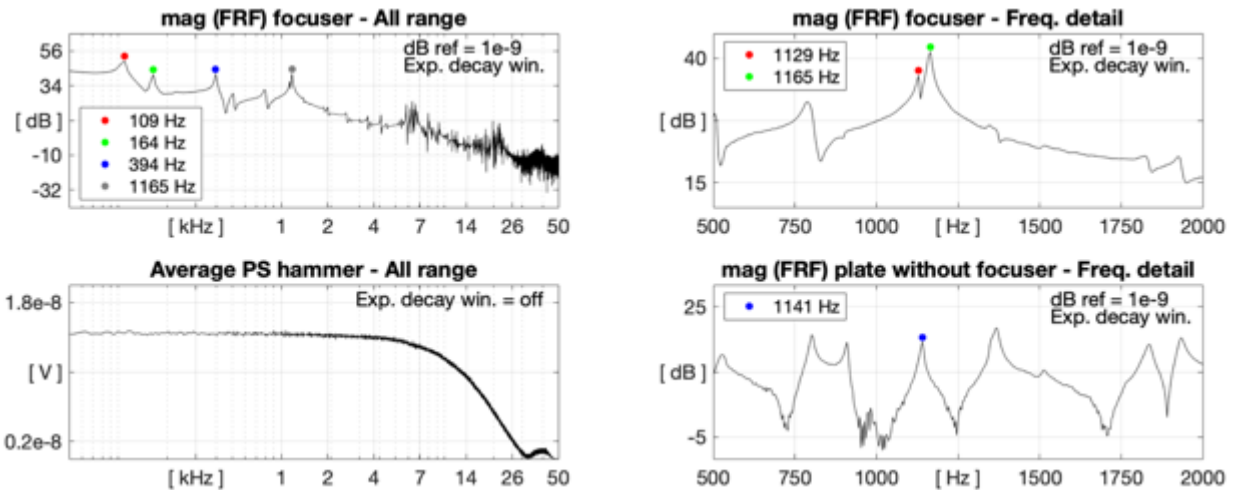 mag (FRF) focuser - All range
56
34
[ dB ]
-10
-32
dB ref = 1e-9
Exp. decay win.
109 Hz
164 Hz
394 Hz
1165 Hz
[ kHz ] 1 2 4 7 14 26 50
mag (FRF) focuser - Freq. detail
40
[ dB ]
15
1129 Hz
1165 Hz
dB ref = 1e-9
Exp. decay win.
500 750 1000 [ Hz ] 1500 1750 2000
Average PS hammer - All range
1.8e-8
[ V ]
0.2e-8
Exp. decay win. = off
[ kHz ] 1 2 4 7 14 26 50
mag (FRF) plate without focuser - Freq. detail
25
[ dB ]
-5
1141 Hz
dB ref = 1e-9
Exp. decay win.
500 750 1000 [ Hz ] 1500 1750 2000